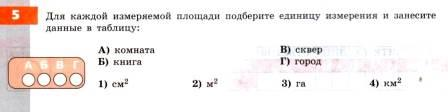 5 Для каждой измеряемой площади подберите единицу измерения и занесите
данные в таблицу:
А) комната В) сквер
Б) книга Г) город
А Б В Г
1) см² 2) м² 3) га 4) км²